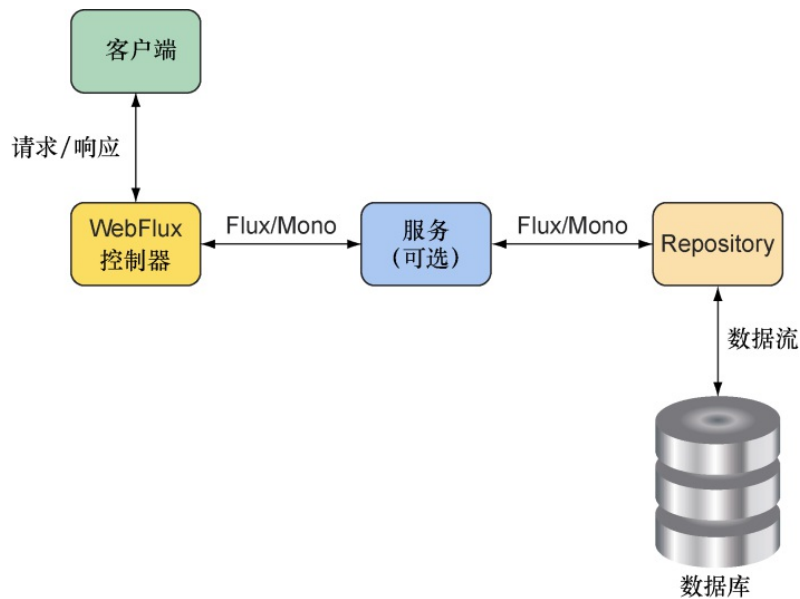 客户端
请求/响应
WebFlux
控制器
Flux/Mono
服务
(可选)
Flux/Mono
Repository
数据流
数据库